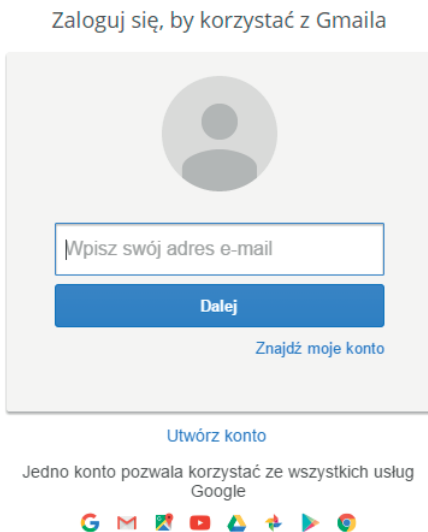 Zaloguj się, by korzystać z Gmaila
Wpisz swój adres e-mail
Dalej
Znajdź moje konto
Utwórz konto
Jedno konto pozwala korzystać ze wszystkich usług
Google